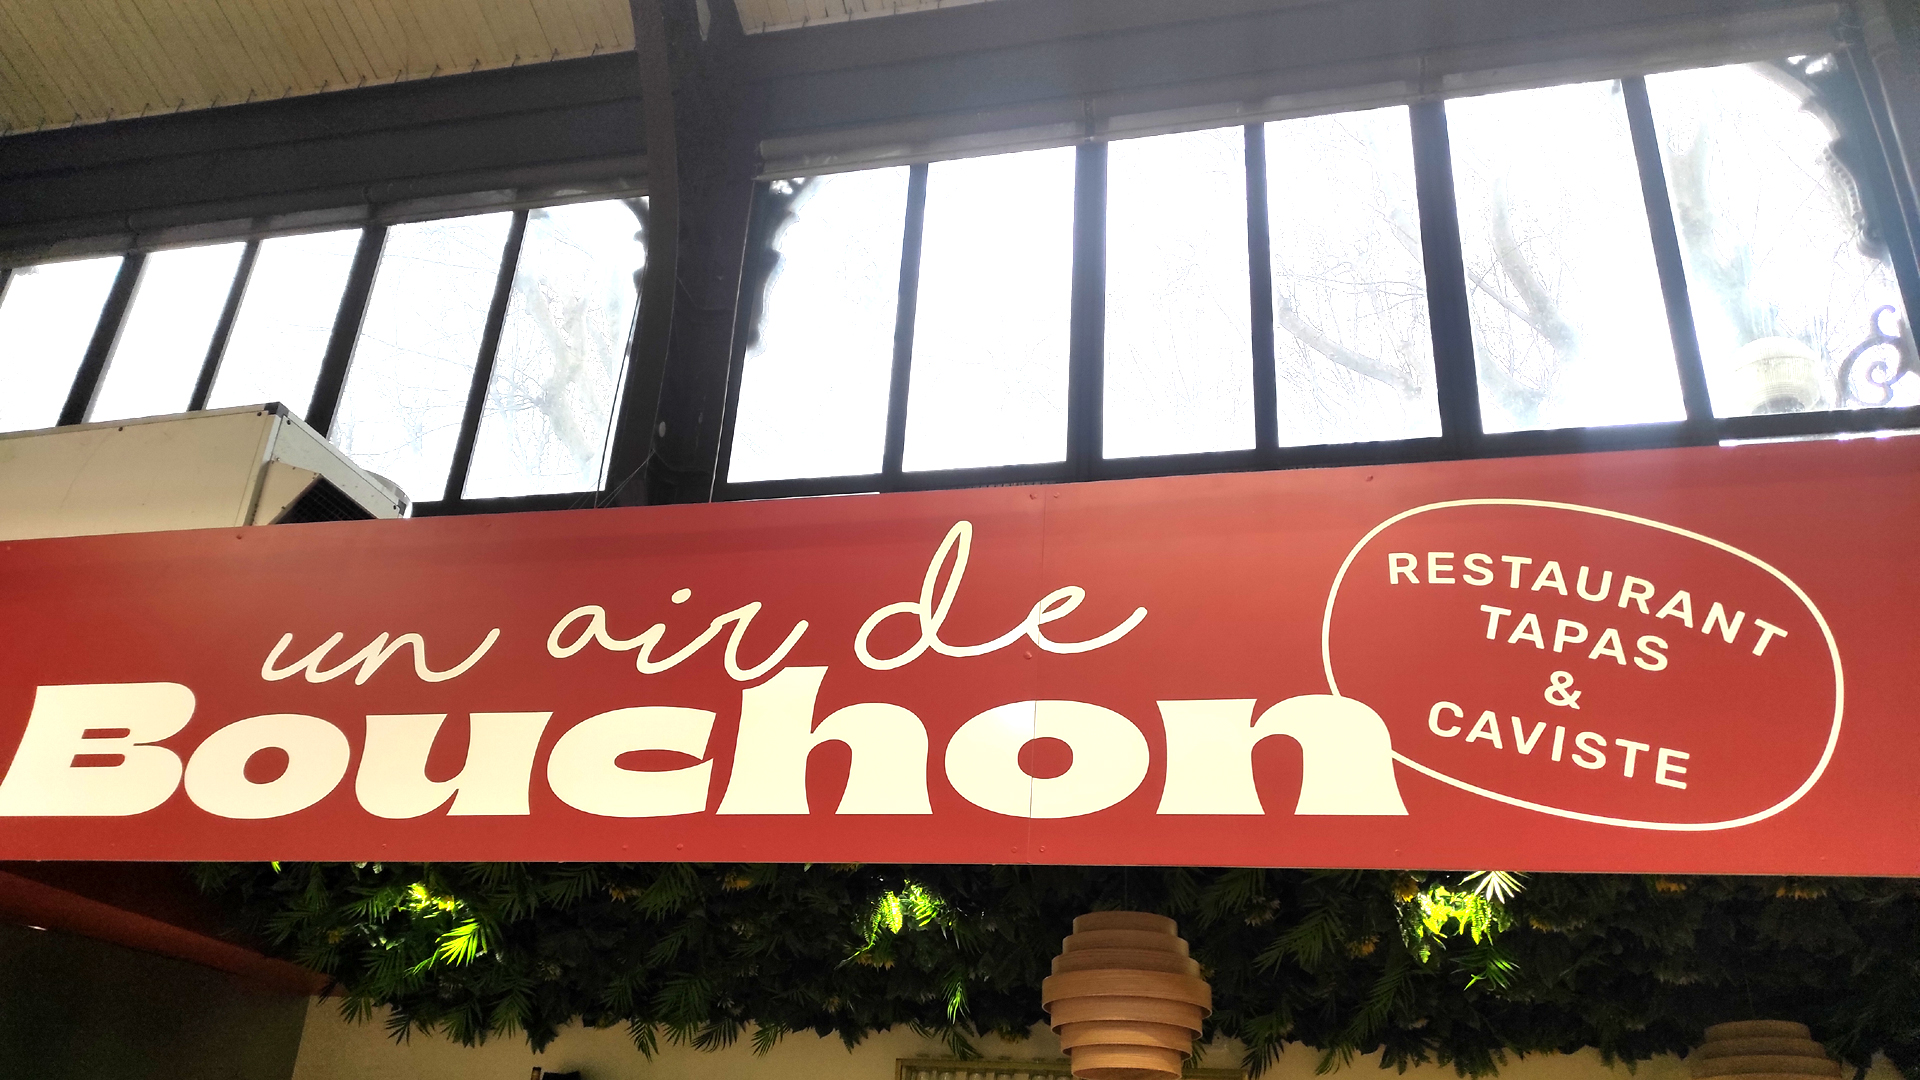 un air de
Bouchon
RESTAURANT
TAPAS
&
CAVISTE